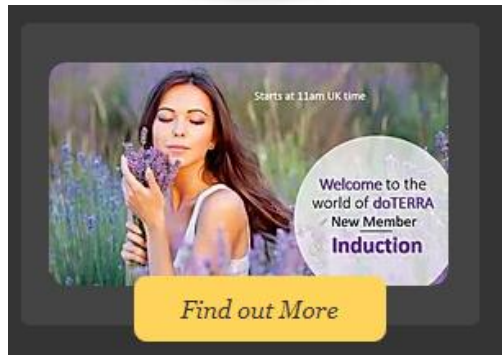 Starts at 11am UK time
Welcome to the
world of doTERRA
New Member
Induction
Find out More